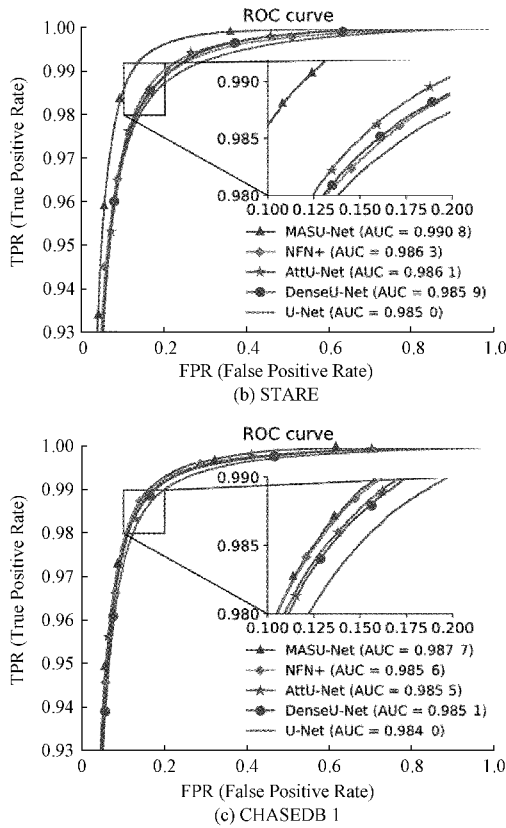 ROC curve
1.00
0.99
0.98
0.97
0.96
0.95
0.94
0.93
TPR (True Positive Rate)
0.990
0.985
0.980
0.100 0.125 0.150 0.175 0.200
MASU-Net (AUC = 0.990 8)
NFN+ (AUC = 0.986 3)
AttU-Net (AUC = 0.986 1)
DenseU-Net (AUC = 0.985 9)
U-Net (AUC = 0.985 0)
0 0.2 0.4 0.6 0.8 1.0
FPR (False Positive Rate)
(b) STARE
ROC curve
1.00
0.99
0.98
0.97
0.96
0.95
0.94
0.93
TPR (True Positive Rate)
0.990
0.985
0.980
0.100 0.125 0.150 0.175 0.200
MASU-Net (AUC = 0.987 7)
NFN+ (AUC = 0.985 6)
AttU-Net (AUC = 0.985 5)
DenseU-Net (AUC = 0.985 1)
U-Net (AUC = 0.984 0)
0 0.2 0.4 0.6 0.8 1.0
FPR (False Positive Rate)
(c) CHASEDB 1